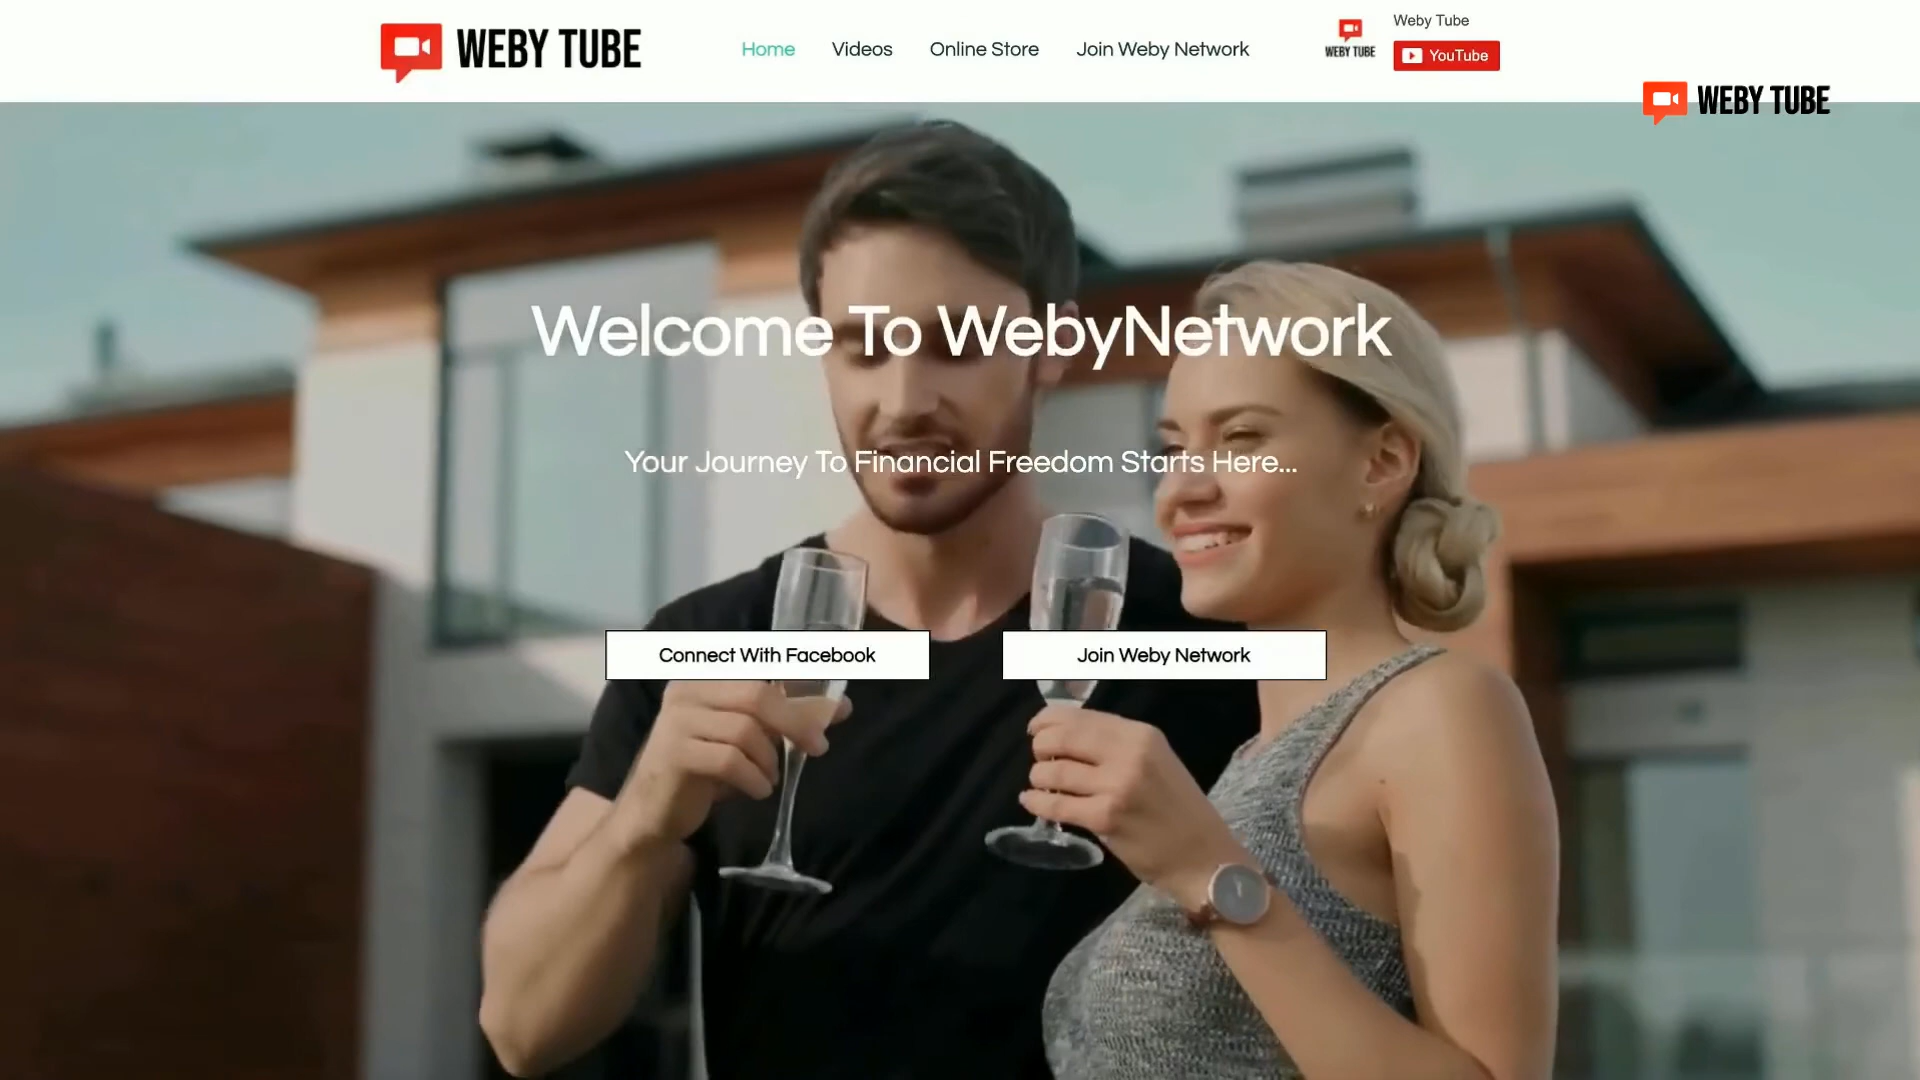 WEBY TUBE
Home
Videos
Online Store
Join Weby Network
WEBY TUBE
Weby Tube
YouTube
WEBY TUBE
Welcome To WebyNetwork
Your Journey To Financial Freedom Starts Here...
Connect With Facebook
Join Weby Network